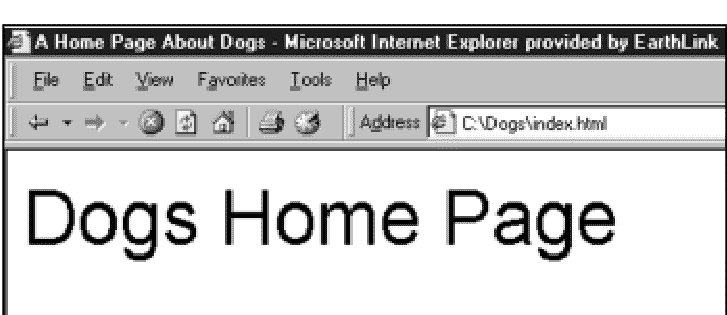 A Home Page About Dogs - Microsoft Internet Explorer provided by EarthLink
File Edit View Favorites Tools Help
Address C:\Dogs\index.html
Dogs Home Page